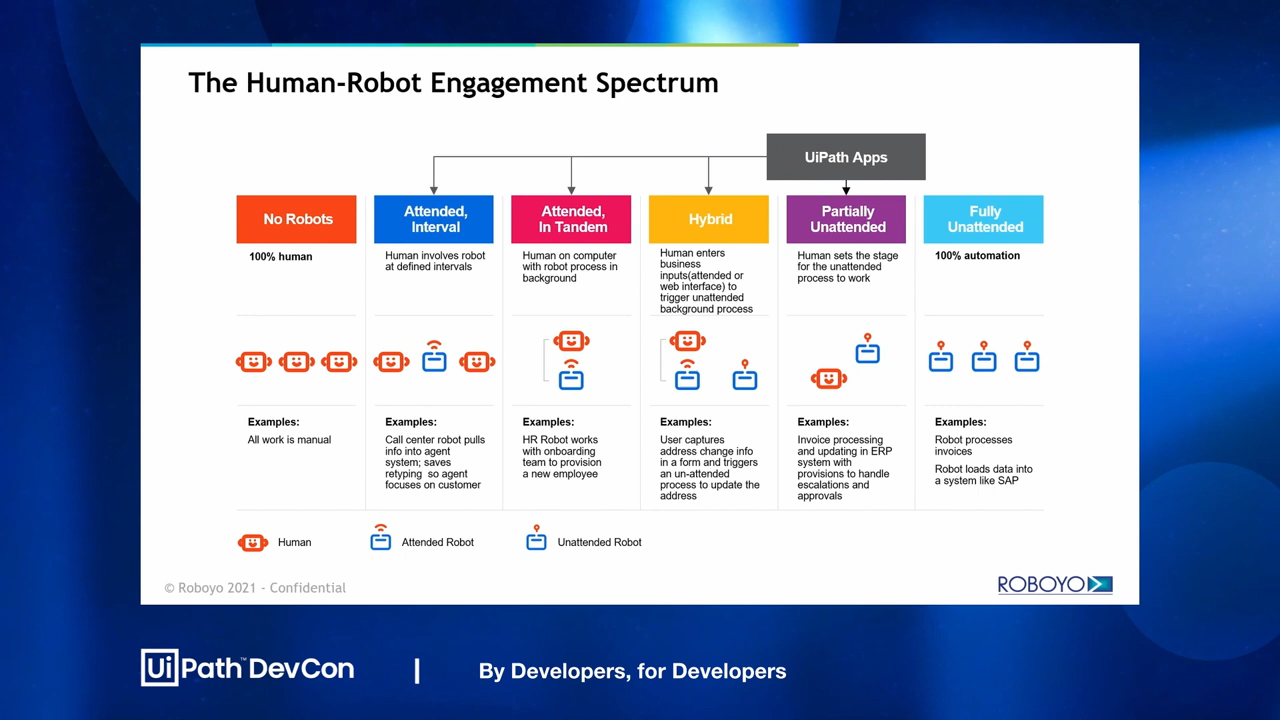 The Human-Robot Engagement Spectrum
UiPath Apps
No Robots
Attended,
Interval
Attended,
In Tandem
Hybrid
Partially
Unattended
Fully
Unattended
100% human
Human involves robot
at defined intervals
Human on computer
with robot process in
background
Human enters
business
inputs(attended or
web interface) to
trigger unattended
background process
Human sets the stage
for the unattended
process to work
100% automation
Examples:
All work is manual
Examples:
Call center robot pulls
info into agent
system; saves
retyping so agent
focuses on customer
Examples:
HR Robot works
with onboarding
team to provision
a new employee
Examples:
User captures
address change info
in a form and triggers
an un-attended
process to update the
address
Examples:
Invoice processing
and updating in ERP
system with
provisions to handle
escalations and
approvals
Examples:
Robot processes
invoices
Robot loads data into
a system like SAP
Human
Attended Robot
Unattended Robot
© Roboyo 2021 - Confidential
ROBOYO
UiPath™ DevCon | By Developers, for Developers